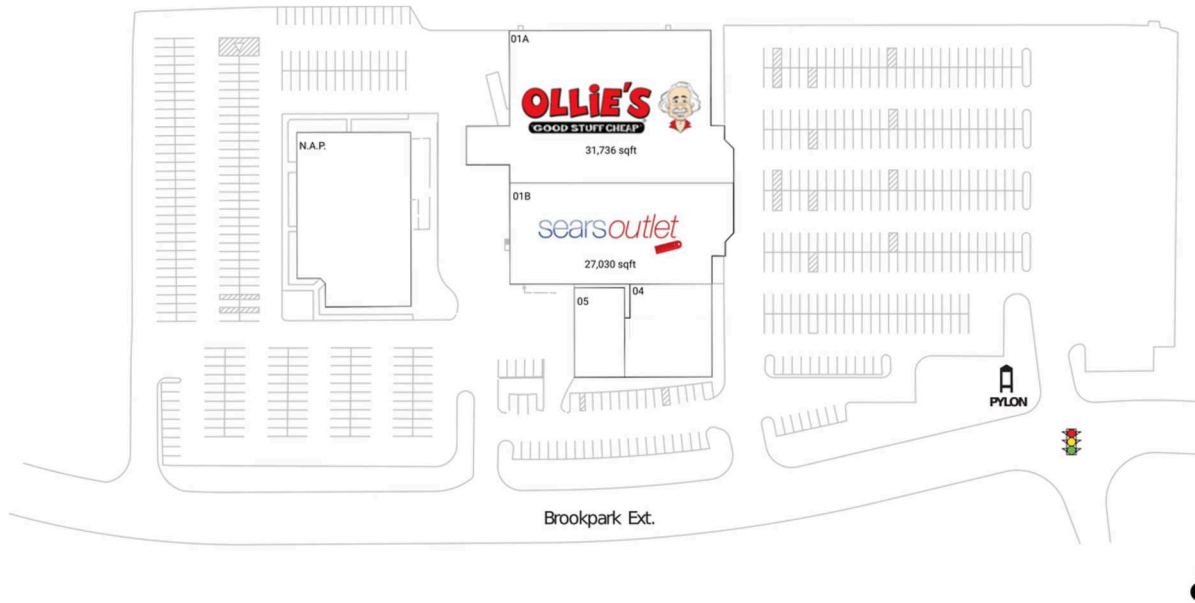 01A
OLLIE'S
GOOD STUFF CHEAP
31,736 sqft
N.A.P.
01B
searsoutlet
27,030 sqft
04
05
PYLON
Brookpark Ext.